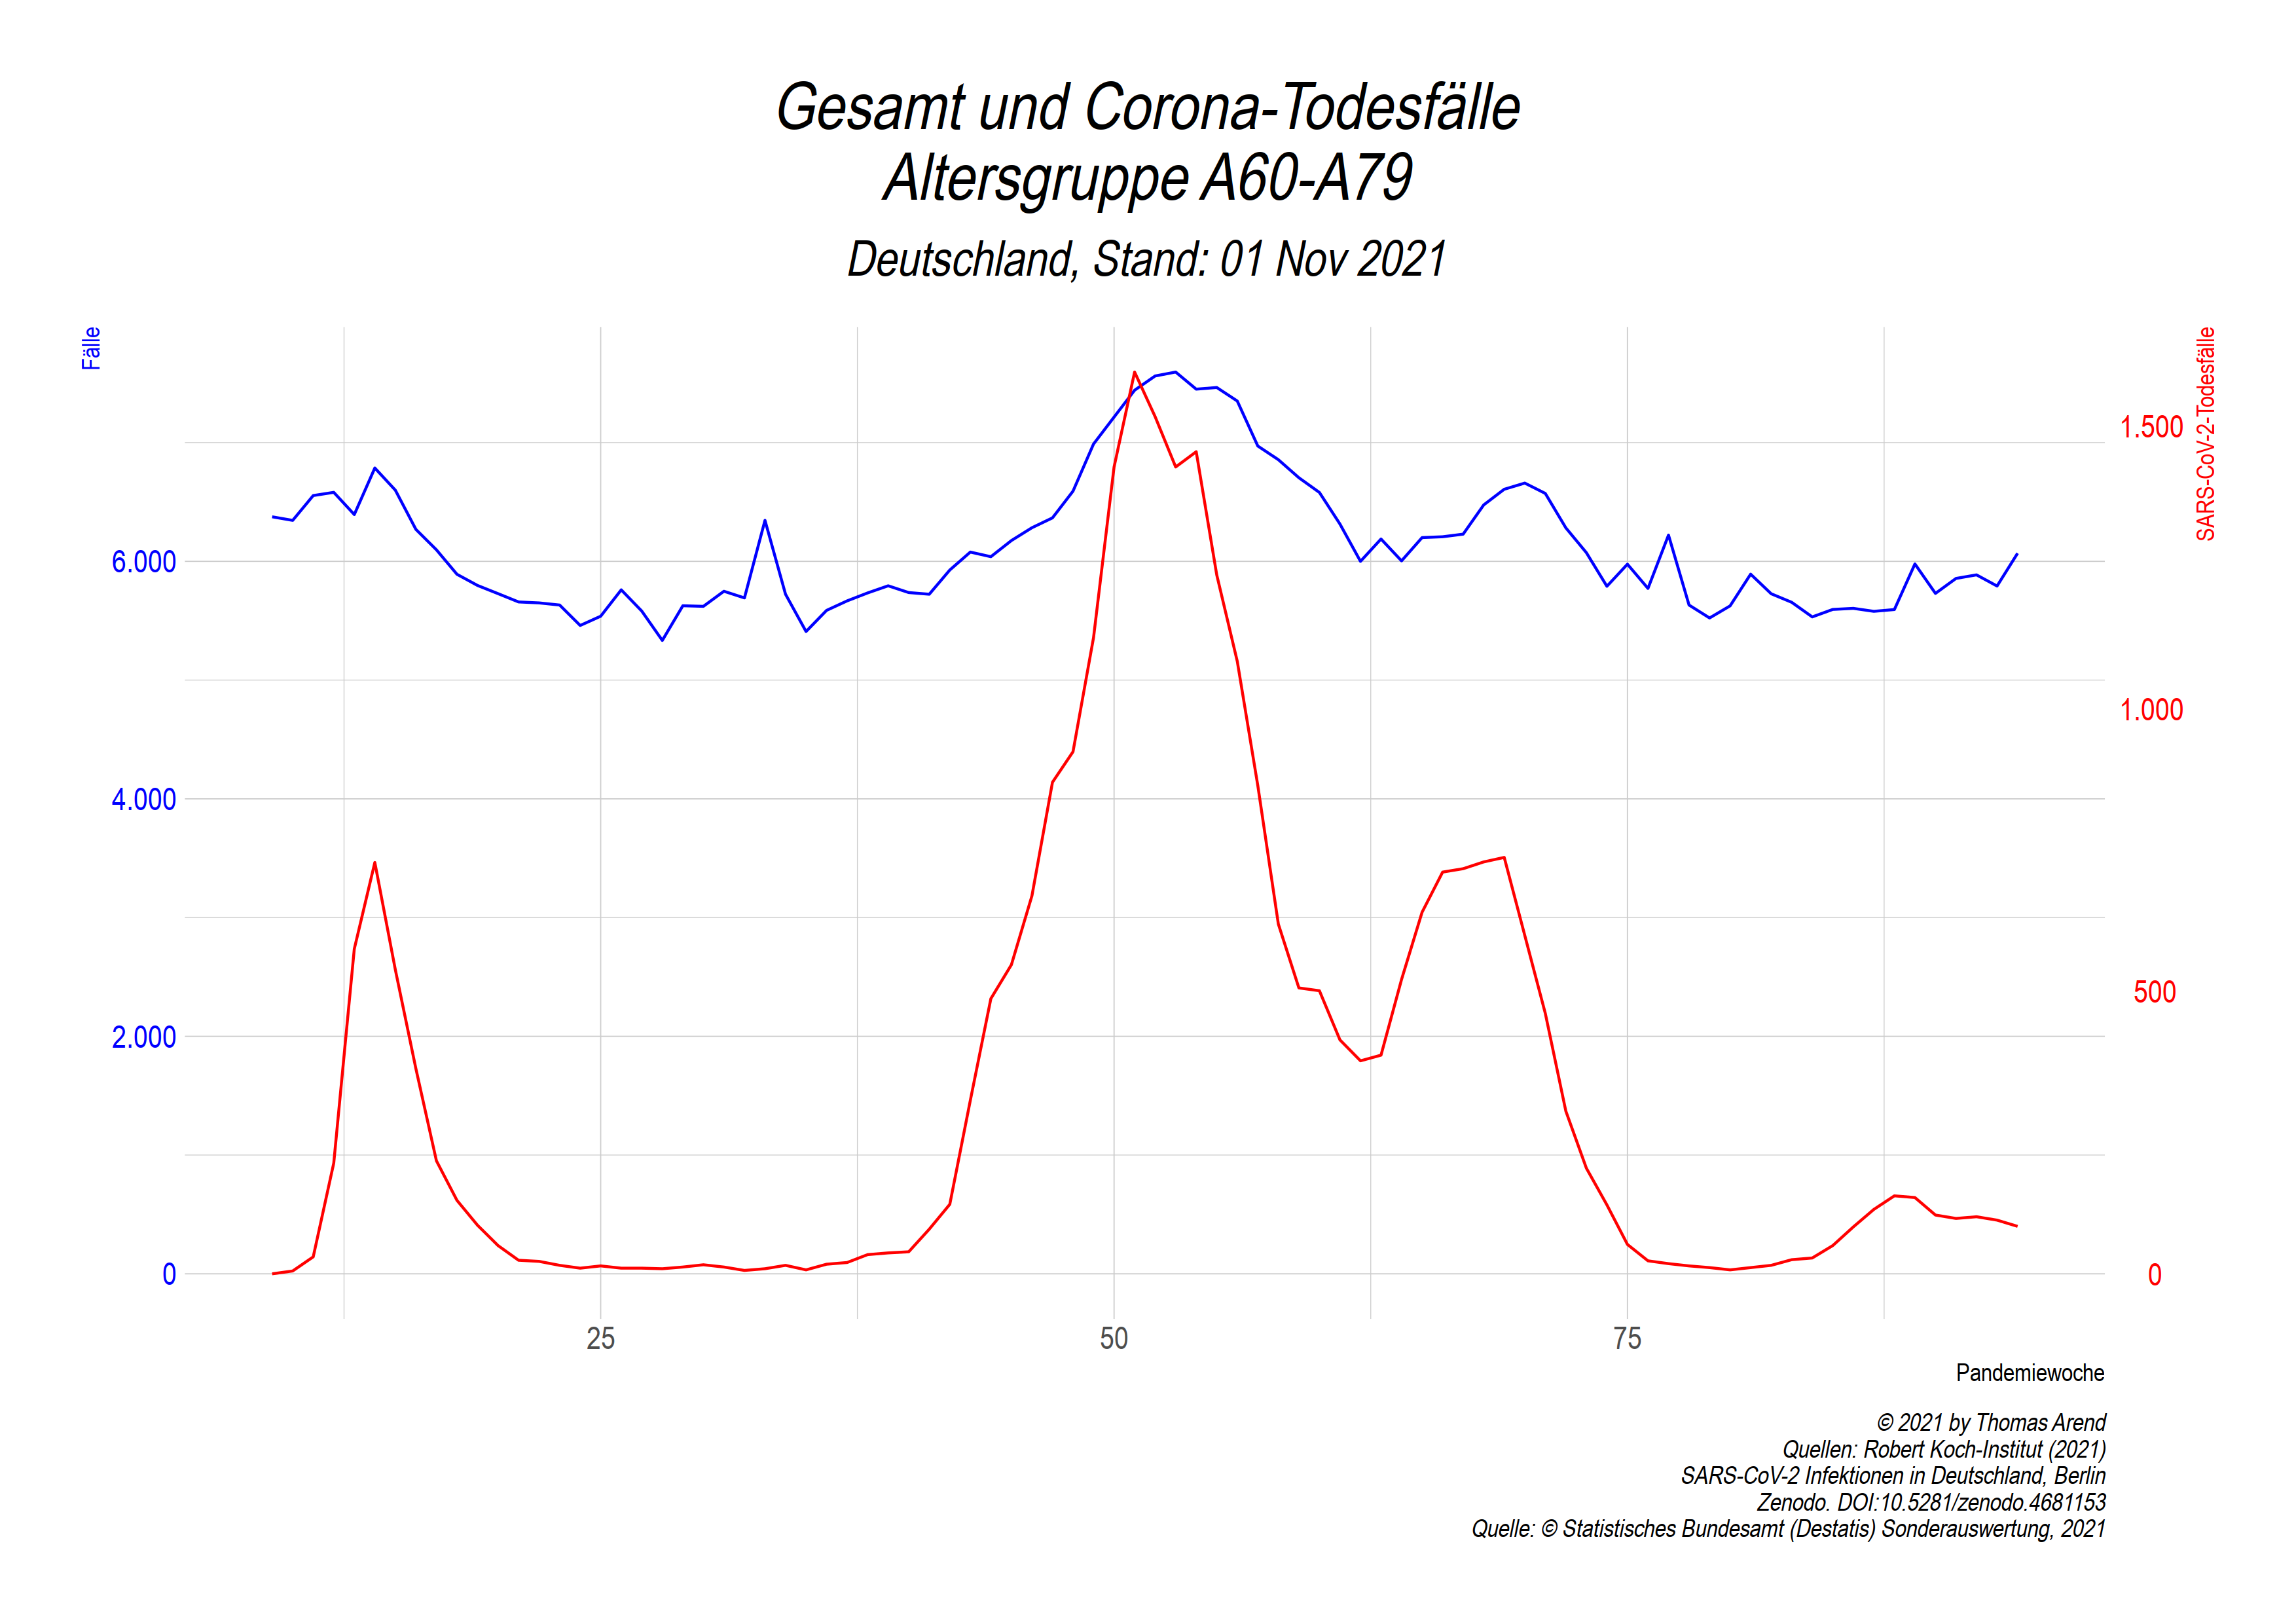 Gesamt und Corona-Todesfälle
Altersgruppe A60-A79
Deutschland, Stand: 01 Nov 2021
Fälle
SARS-CoV-2-Todesfälle
6.000
4.000
2.000
0
1.500
1.000
500
0
25 50 75
Pandemiewoche
© 2021 by Thomas Arend
Quellen: Robert Koch-Institut (2021)
SARS-CoV-2 Infektionen in Deutschland, Berlin
Zenodo. DOI:10.5281/zenodo.4681153
Quelle: © Statistisches Bundesamt (Destatis) Sonderauswertung, 2021